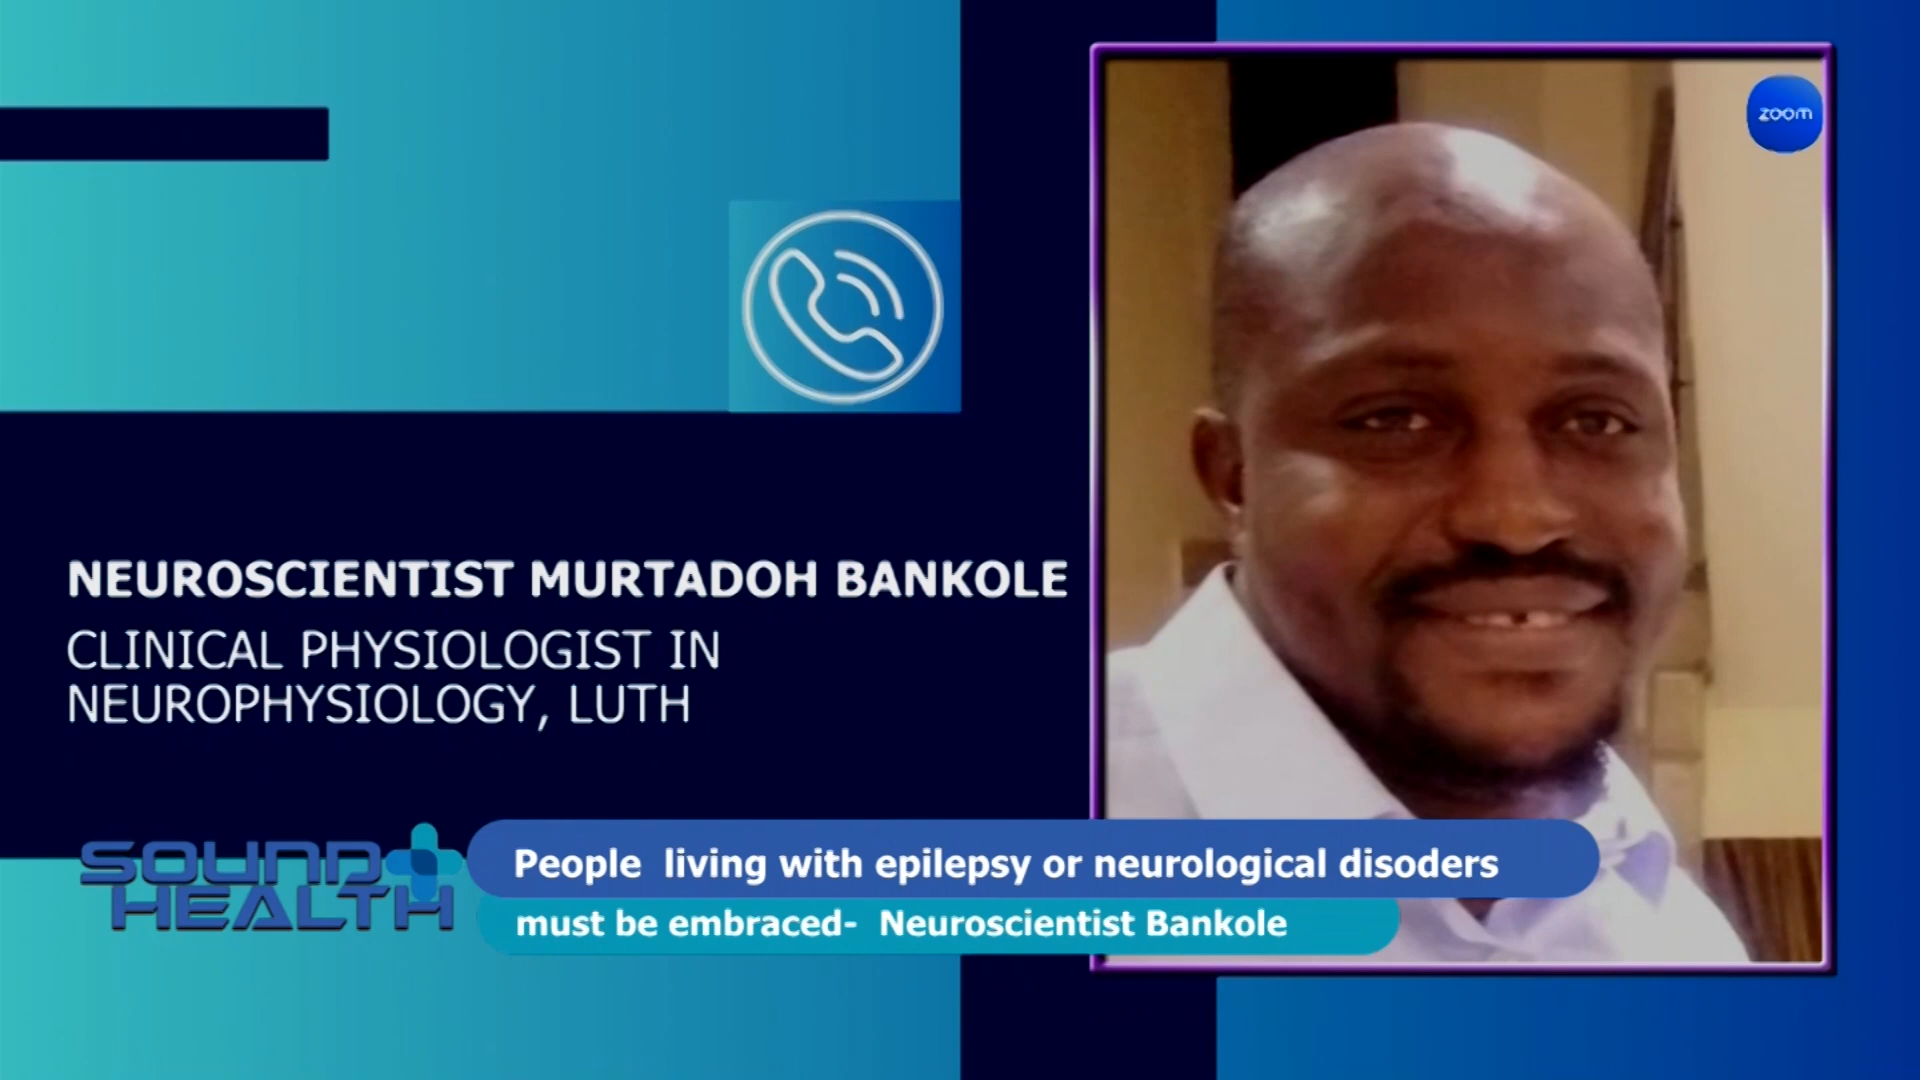 zoom
NEUROSCIENTIST MURTADOH BANKOLE
CLINICAL PHYSIOLOGIST IN
NEUROPHYSIOLOGY, LUTH
SOUND
HEALTH
People living with epilepsy or neurological disoders
must be embraced- Neuroscientist Bankole